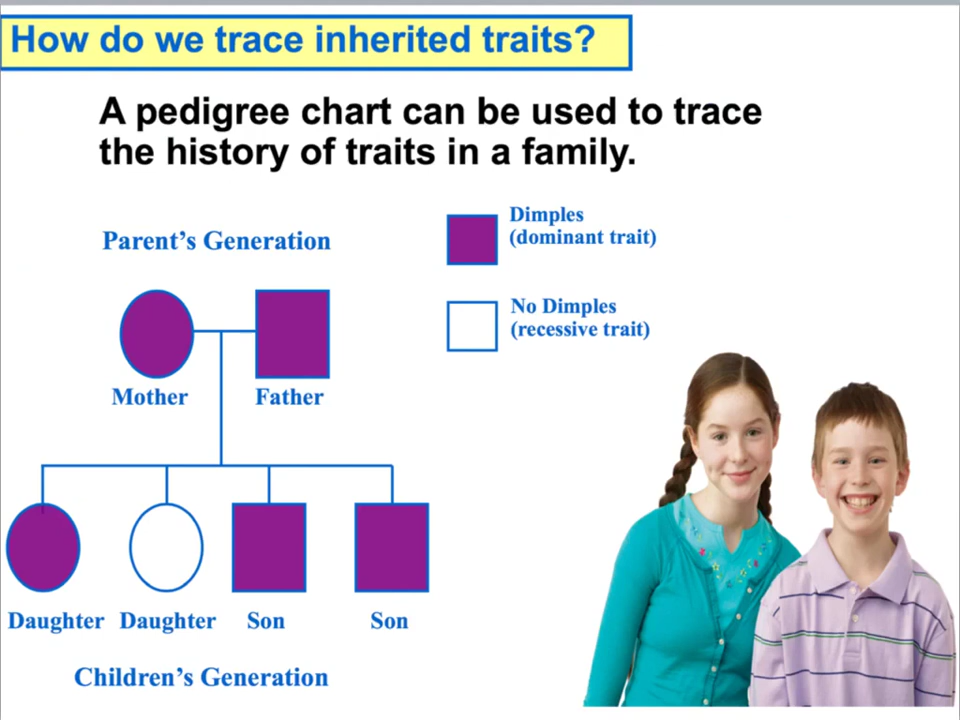 How do we trace inherited traits?
A pedigree chart can be used to trace
the history of traits in a family.
Parent's Generation
Dimples
(dominant trait)
No Dimples
(recessive trait)
Mother
Father
Daughter
Daughter
Son
Son
Children's Generation